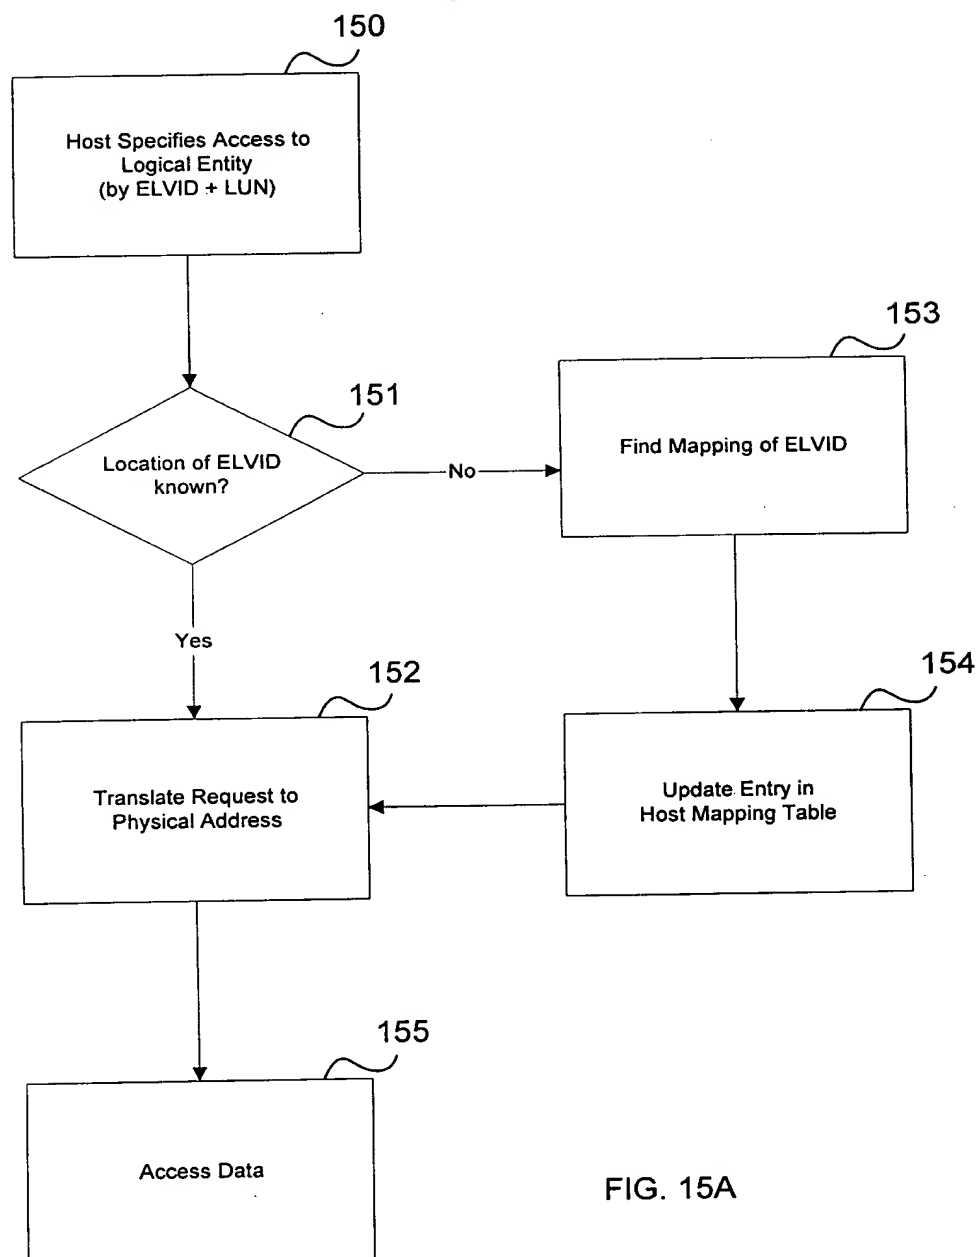 150
Host Specifies Access to
Logical Entity
(by ELVID + LUN)
151
Location of ELVID
known?
No
153
Find Mapping of ELVID
Yes
152
Translate Request to
Physical Address
154
Update Entry in
Host Mapping Table
155
Access Data
FIG. 15A